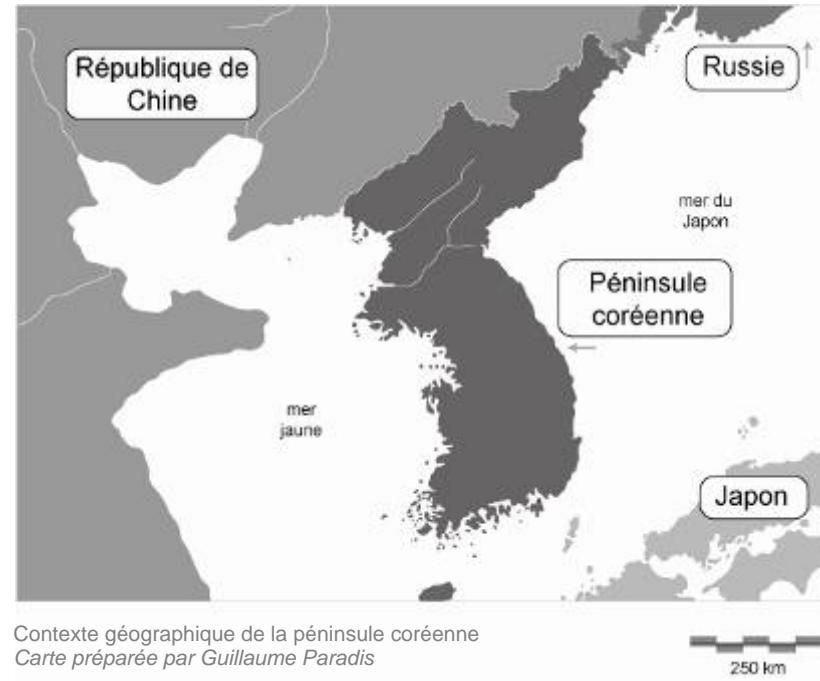 République de
Chine
Russie
mer du
Japon
Péninsule
coréenne
mer
jaune
Japon
Contexte géographique de la péninsule coréenne
Carte préparée par Guillaume Paradis
250 km